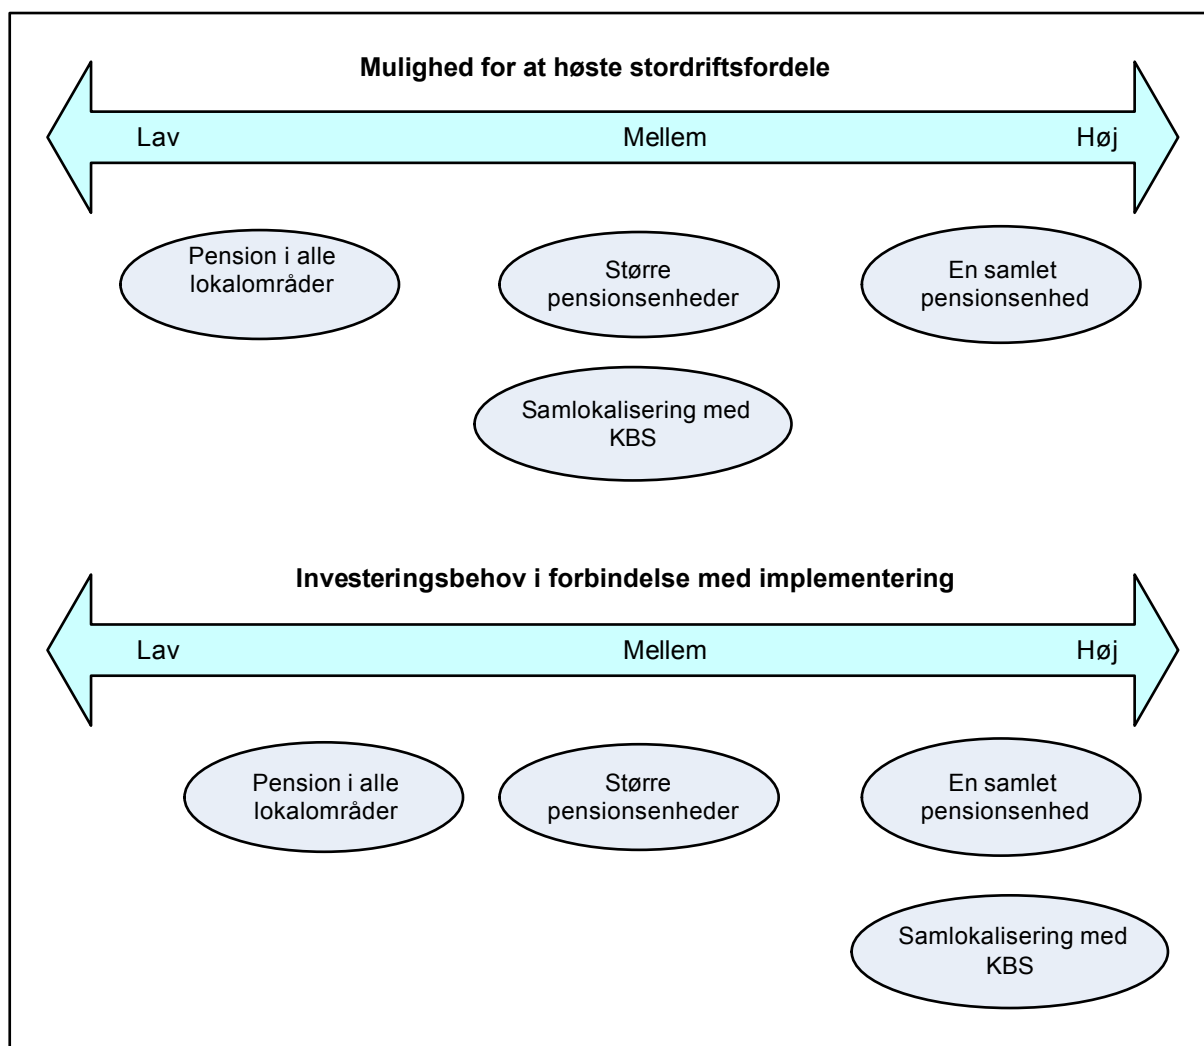 Mulighed for at høste stordriftsfordele
Lav Mellem Høj
Pension i alle
lokalområder
Større
pensionsenheder
En samlet
pensionsenhed
Samlokalisering med
KBS
Investeringsbehov i forbindelse med implementering
Lav Mellem Høj
Pension i alle
lokalområder
Større
pensionsenheder
En samlet
pensionsenhed
Samlokalisering med
KBS